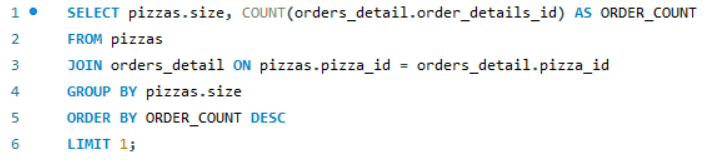 1 SELECT pizzas.size, COUNT(orders_detail.order_details_id) AS ORDER_COUNT
2 FROM pizzas
3 JOIN orders_detail ON pizzas.pizza_id = orders_detail.pizza_id
4 GROUP BY pizzas.size
5 ORDER BY ORDER_COUNT DESC
6 LIMIT 1;